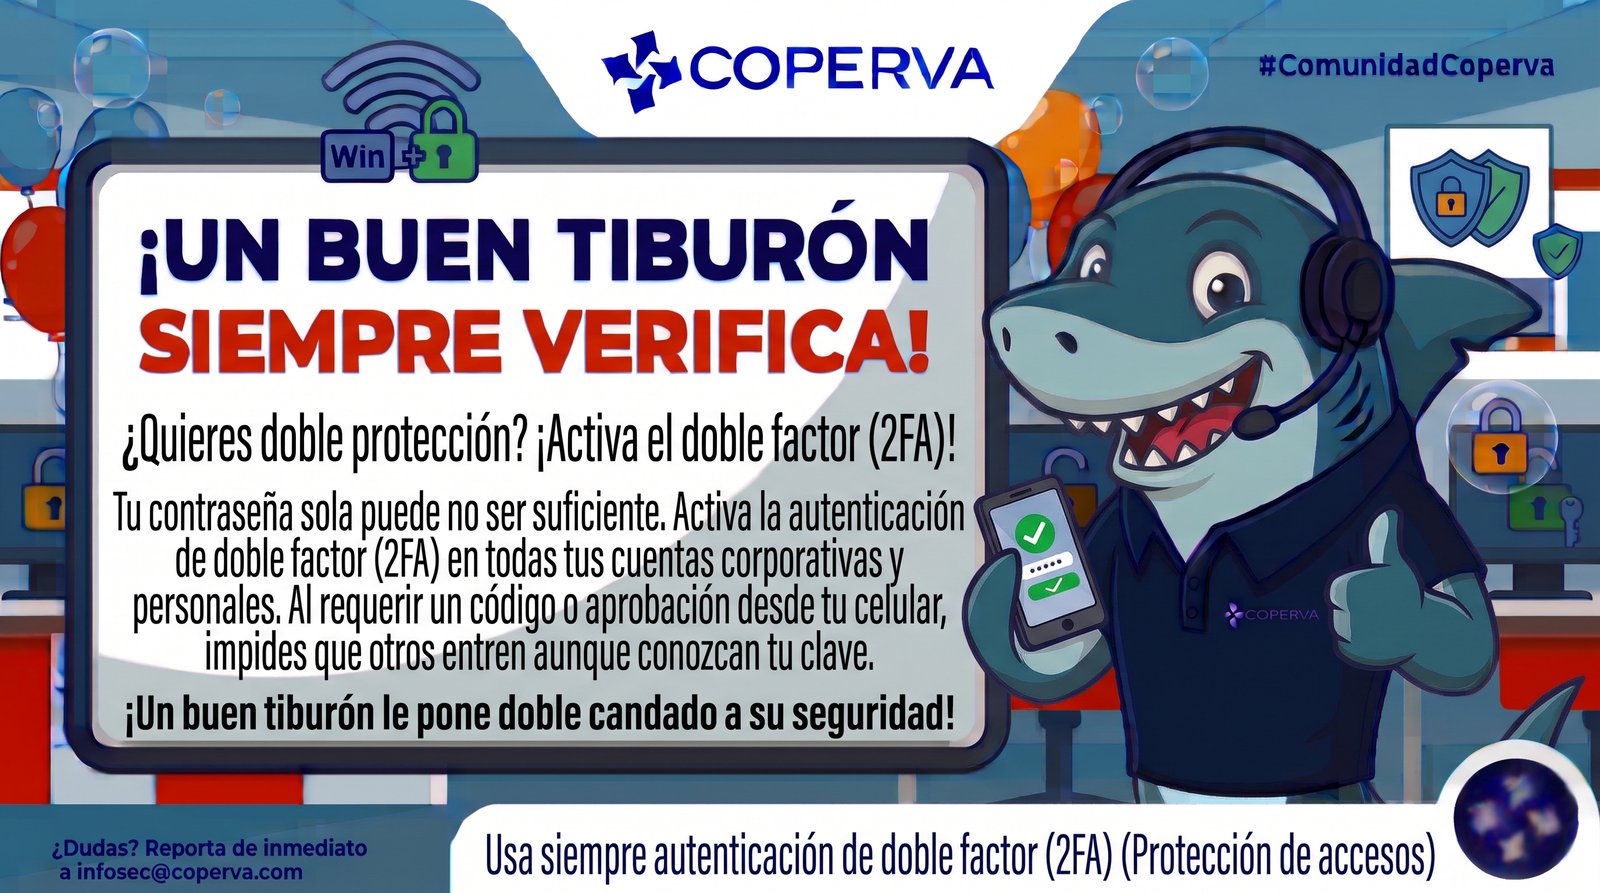 COPERVA
#ComunidadCoperva
Win+
¡UN BUEN TIBURÓN
SIEMPRE VERIFICA!
¿Quieres doble protección? ¡Activa el doble factor (2FA)!
Tu contraseña sola puede no ser suficiente. Activa la autenticación
de doble factor (2FA) en todas tus cuentas corporativas y
personales. Al requerir un código o aprobación desde tu celular,
impides que otros entren aunque conozcan tu clave.
¡Un buen tiburón le pone doble candado a su seguridad!
COPERVA
¿Dudas? Reporta de inmediato
a infosec@coperva.com
Usa siempre autenticación de doble factor (2FA) (Protección de accesos)